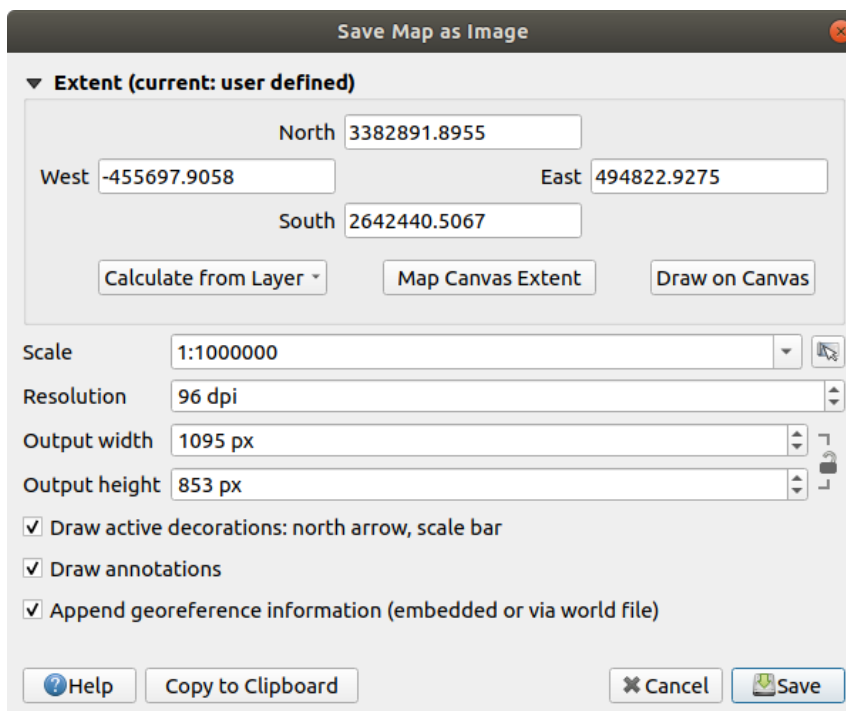 Save Map as Image
Extent (current: user defined)
North 3382891.8955
West -455697.9058 East 494822.9275
South 2642440.5067
Calculate from Layer Map Canvas Extent Draw on Canvas
Scale 1:1000000
Resolution 96 dpi
Output width 1095 px
Output height 853 px
Draw active decorations: north arrow, scale bar
Draw annotations
Append georeference information (embedded or via world file)
Help Copy to Clipboard Cancel Save